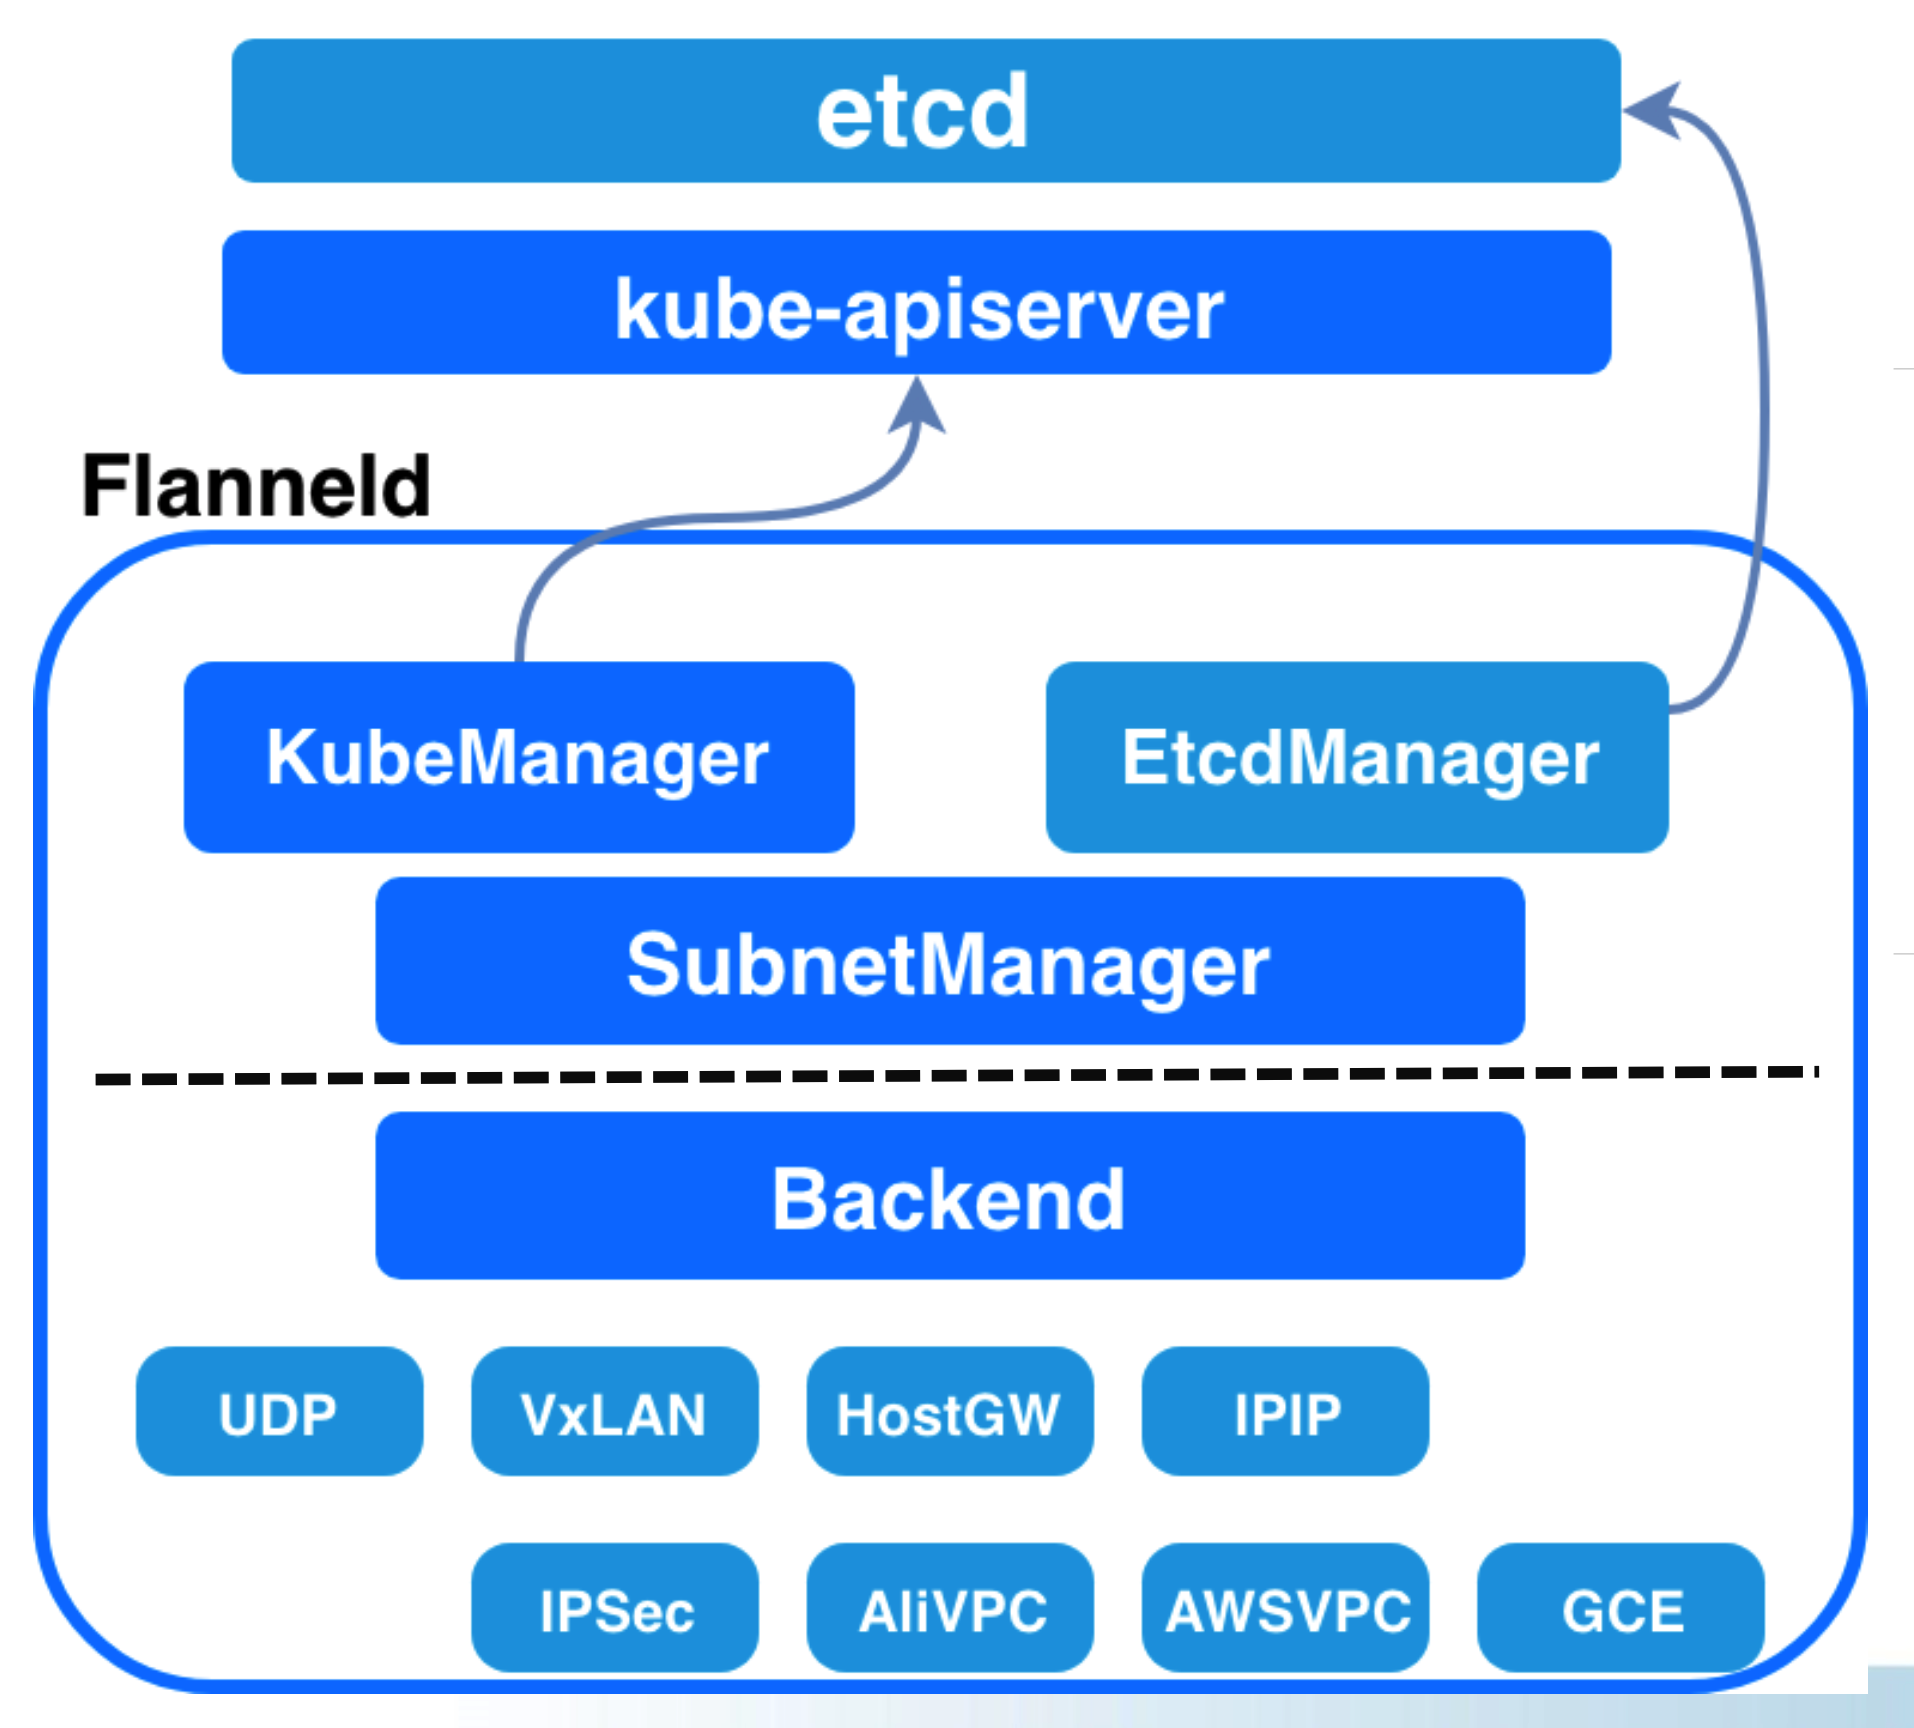 etcd
kube-apiserver
Flanneld
KubeManager
EtcdManager
SubnetManager
Backend
UDP
VxLAN
HostGW
IPIP
IPSec
AliVPC
AWSVPC
GCE